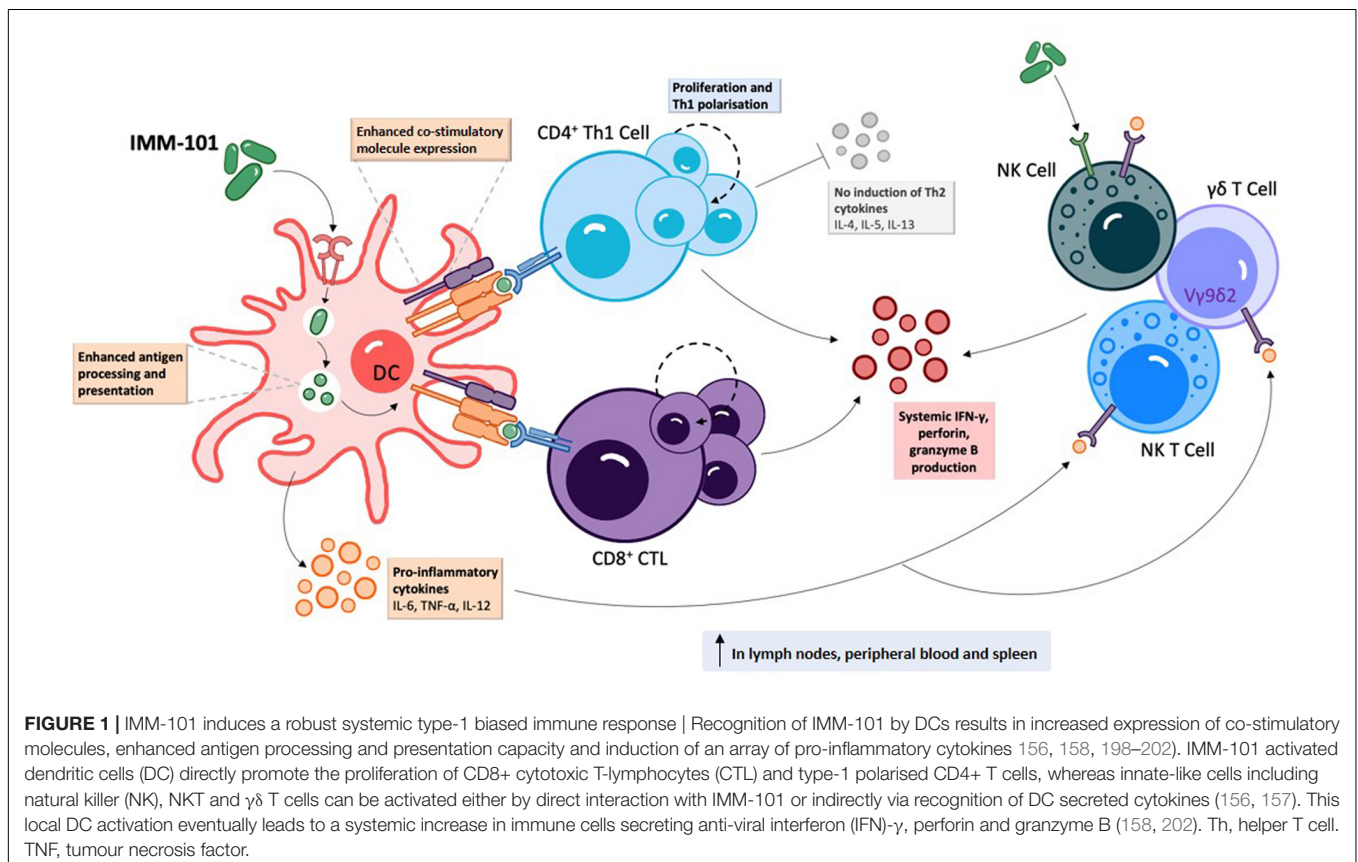 IMM-101
Enhanced co-stimulatory
molecule expression
Proliferation and
Th1 polarisation
CD4⁺ Th1 Cell
No induction of Th2
cytokines
IL-4, IL-5, IL-13
NK Cell
γδ T Cell
Vγ9δ2
NK T Cell
Enhanced antigen
processing and
presentation
DC
Systemic IFN-γ,
perforin,
granzyme B
production
CD8⁺ CTL
Pro-inflammatory
cytokines
IL-6, TNF-α, IL-12
In lymph nodes, peripheral blood and spleen
FIGURE 1 | IMM-101 induces a robust systemic type-1 biased immune response | Recognition of IMM-101 by DCs results in increased expression of co-stimulatory
molecules, enhanced antigen processing and presentation capacity and induction of an array of pro-inflammatory cytokines 156, 158, 198–202). IMM-101 activated
dendritic cells (DC) directly promote the proliferation of CD8+ cytotoxic T-lymphocytes (CTL) and type-1 polarised CD4+ T cells, whereas innate-like cells including
natural killer (NK), NKT and γδ T cells can be activated either by direct interaction with IMM-101 or indirectly via recognition of DC secreted cytokines (156, 157). This
local DC activation eventually leads to a systemic increase in immune cells secreting anti-viral interferon (IFN)-γ, perforin and granzyme B (158, 202). Th, helper T cell.
TNF, tumour necrosis factor.